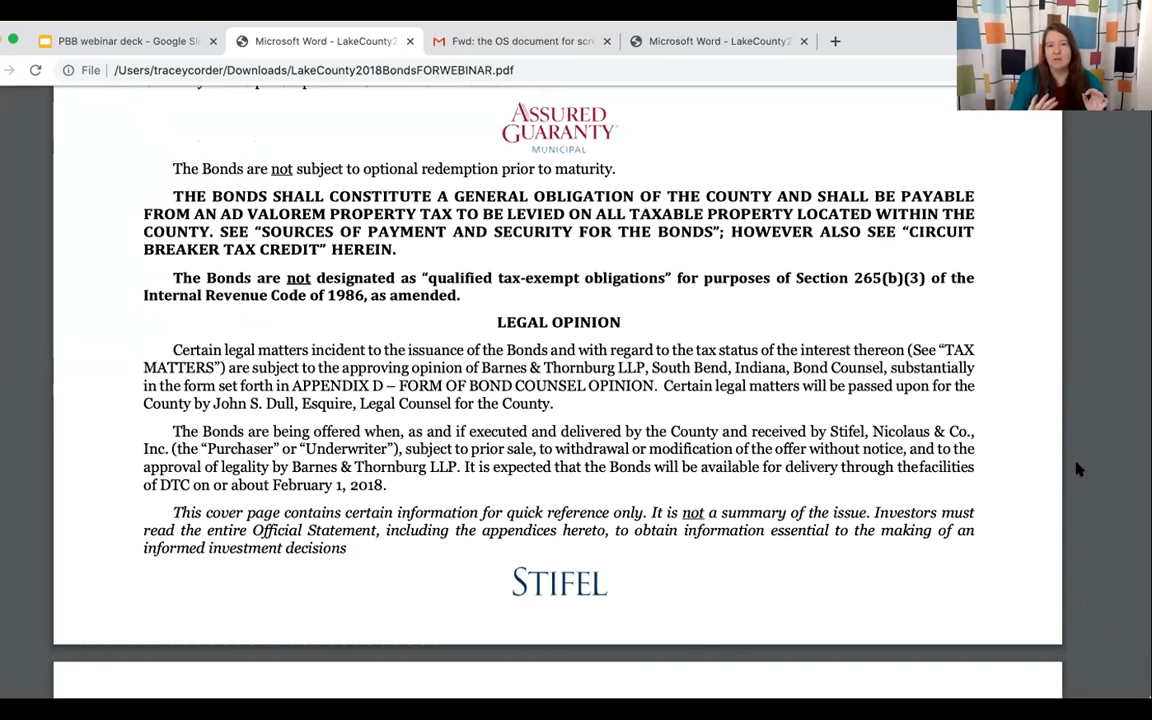 PBB webinar deck - Google Sli
Microsoft Word - LakeCounty2
Fwd: the OS document for scre
Microsoft Word - LakeCounty2
File
/Users/traceycorder/Downloads/LakeCounty2018BondsFORWEBINAR.pdf
ASSURED
GUARANTY
MUNICIPAL
The Bonds are not subject to optional redemption prior to maturity.
THE BONDS SHALL CONSTITUTE A GENERAL OBLIGATION OF THE COUNTY AND SHALL BE PAYABLE
FROM AN AD VALOREM PROPERTY TAX TO BE LEVIED ON ALL TAXABLE PROPERTY LOCATED WITHIN THE
COUNTY. SEE “SOURCES OF PAYMENT AND SECURITY FOR THE BONDS”; HOWEVER ALSO SEE “CIRCUIT
BREAKER TAX CREDIT” HEREIN.
The Bonds are not designated as “qualified tax-exempt obligations” for purposes of Section 265(b)(3) of the
Internal Revenue Code of 1986, as amended.
LEGAL OPINION
Certain legal matters incident to the issuance of the Bonds and with regard to the tax status of the interest thereon (See “TAX
MATTERS”) are subject to the approving opinion of Barnes & Thornburg LLP, South Bend, Indiana, Bond Counsel, substantially
in the form set forth in APPENDIX D – FORM OF BOND COUNSEL OPINION. Certain legal matters will be passed upon for the
County by John S. Dull, Esquire, Legal Counsel for the County.
The Bonds are being offered when, as and if executed and delivered by the County and received by Stifel, Nicolaus & Co.,
Inc. (the “Purchaser” or “Underwriter”), subject to prior sale, to withdrawal or modification of the offer without notice, and to the
approval of legality by Barnes & Thornburg LLP. It is expected that the Bonds will be available for delivery through thefacilities
of DTC on or about February 1, 2018.
This cover page contains certain information for quick reference only. It is not a summary of the issue. Investors must
read the entire Official Statement, including the appendices hereto, to obtain information essential to the making of an
informed investment decisions
STIFEL